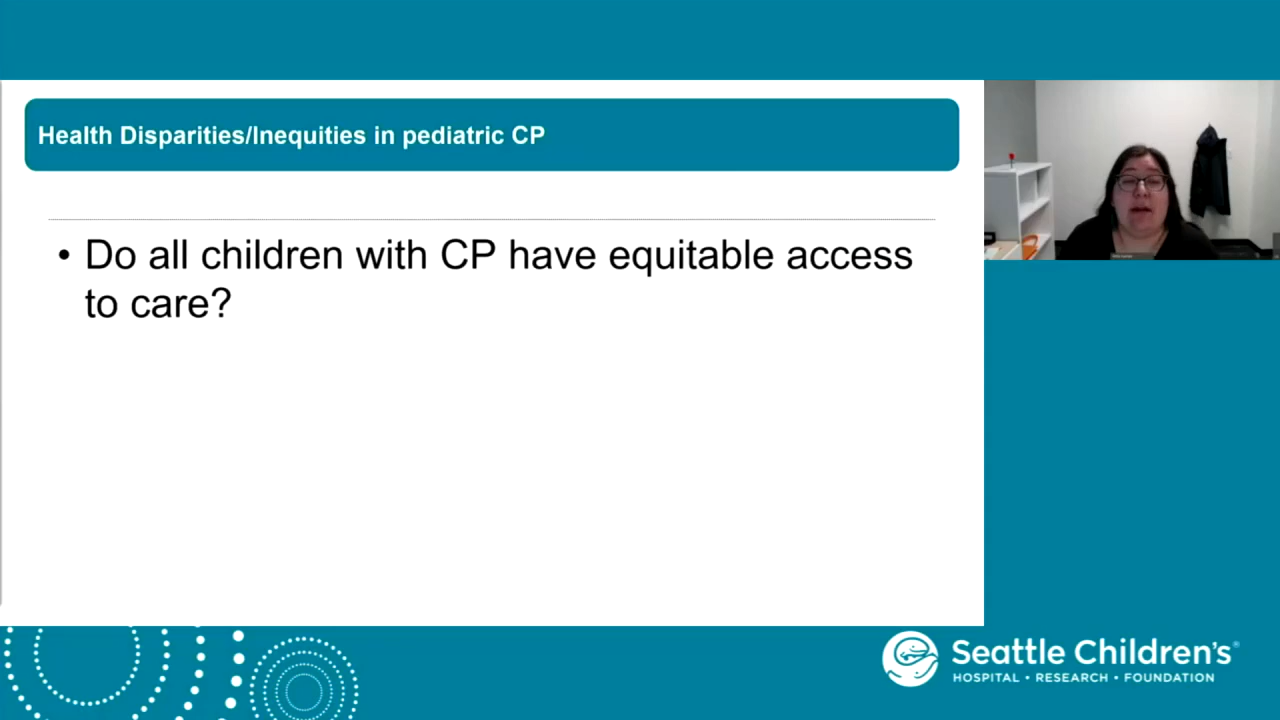 Health Disparities/Inequities in pediatric CP
• Do all children with CP have equitable access
to care?
Seattle Children's®
HOSPITAL • RESEARCH • FOUNDATION